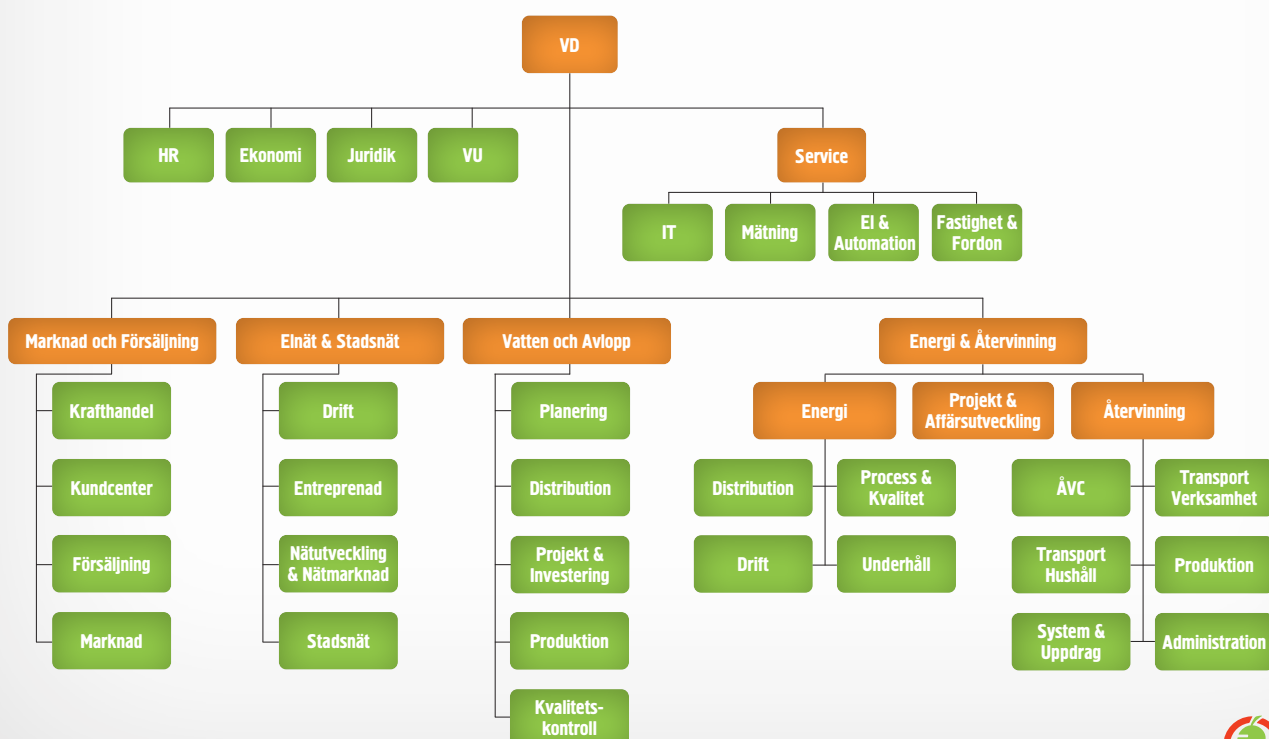 VD
HR
Ekonomi
Juridik
VU
Service
IT
Mätning
El &
Automation
Fastighet &
Fordon
Marknad och Försäljning
Elnät & Stadsnät
Vatten och Avlopp
Energi & Återvinning
Krafthandel
Kundcenter
Försäljning
Marknad
Drift
Entreprenad
Nätutveckling
& Nätmarknad
Stadsnät
Planering
Distribution
Projekt &
Investering
Produktion
Kvalitets-
kontroll
Energi
Projekt &
Affärsutveckling
Återvinning
Distribution
Process &
Kvalitet
Drift
Underhåll
ÅVC
Transport
Verksamhet
Transport
Hushåll
Produktion
System &
Uppdrag
Administration